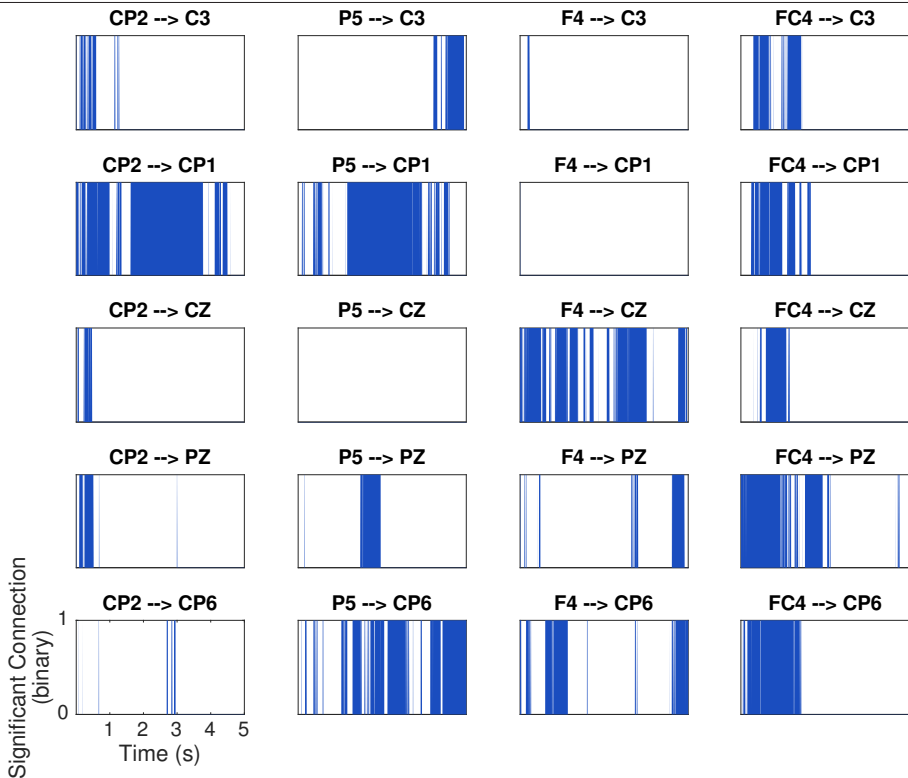 CP2 --> C3
P5 --> C3
F4 --> C3
FC4 --> C3
CP2 --> CP1
P5 --> CP1
F4 --> CP1
FC4 --> CP1
CP2 --> CZ
P5 --> CZ
F4 --> CZ
FC4 --> CZ
CP2 --> PZ
P5 --> PZ
F4 --> PZ
FC4 --> PZ
CP2 --> CP6
P5 --> CP6
F4 --> CP6
FC4 --> CP6
Significant Connection
(binary)
1
0
1 2 3 4 5
Time (s)